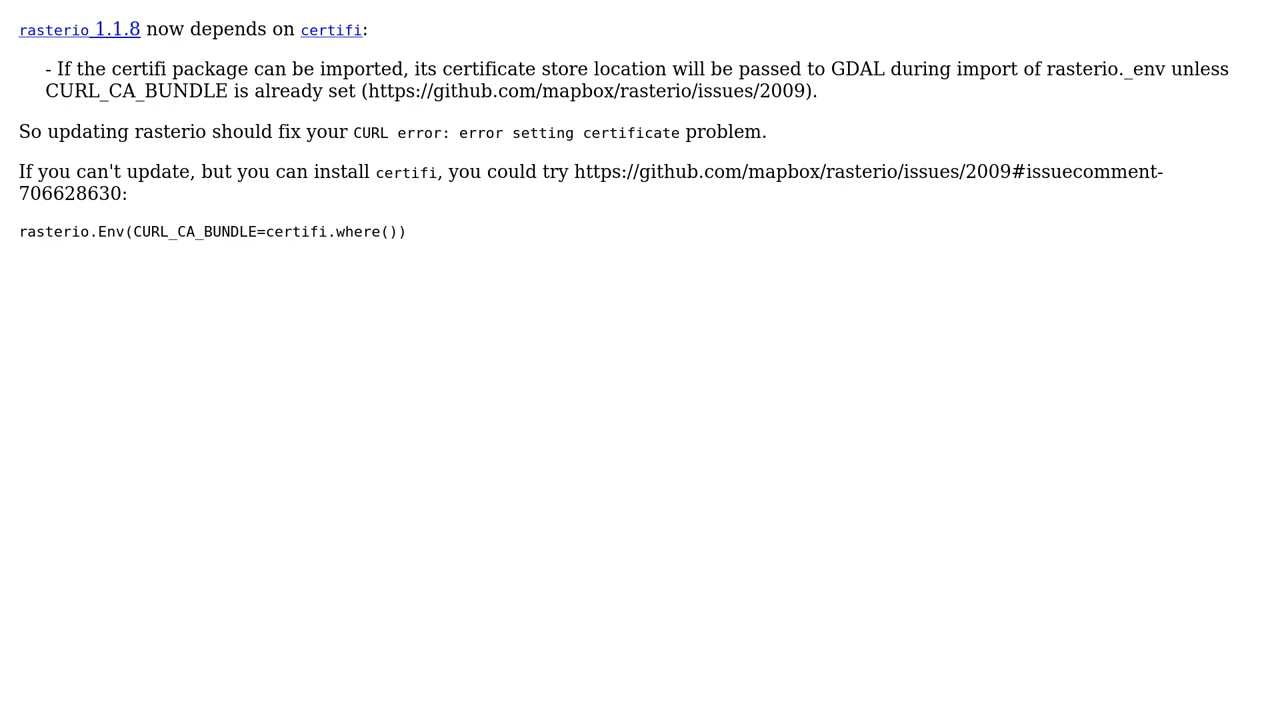 rasterio 1.1.8 now depends on certifi:
- If the certifi package can be imported, its certificate store location will be passed to GDAL during import of rasterio._env unless
CURL_CA_BUNDLE is already set (https://github.com/mapbox/rasterio/issues/2009).
So updating rasterio should fix your CURL error: error setting certificate problem.
If you can't update, but you can install certifi, you could try https://github.com/mapbox/rasterio/issues/2009#issuecomment-
706628630:
rasterio.Env(CURL_CA_BUNDLE=certifi.where())